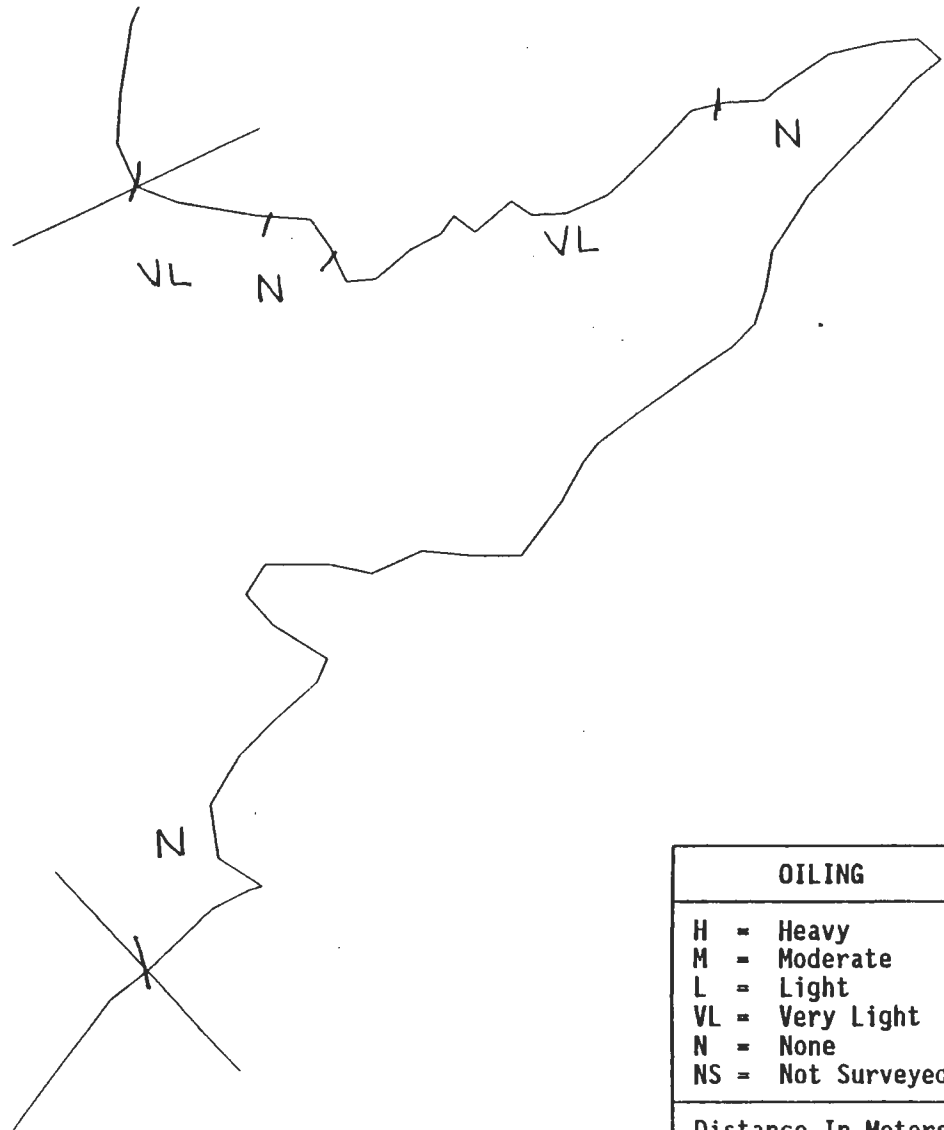 N
VL
VL
N
N
OILING
H = Heavy
M = Moderate
L = Light
VL = Very Light
N = None
NS = Not Surveyed
Distance In Meters